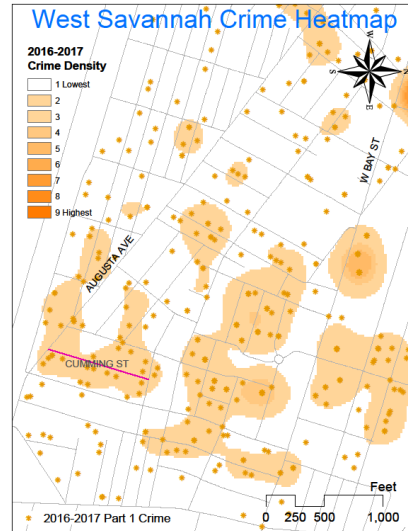 West Savannah Crime Heatmap
2016-2017
Crime Density
1 Lowest
2
3
4
5
6
7
8
9 Highest
W
S
N
E
W BAY ST
AUGUSTA AVE
CUMMING ST
Feet
0 250 500 1,000
2016-2017 Part 1 Crime